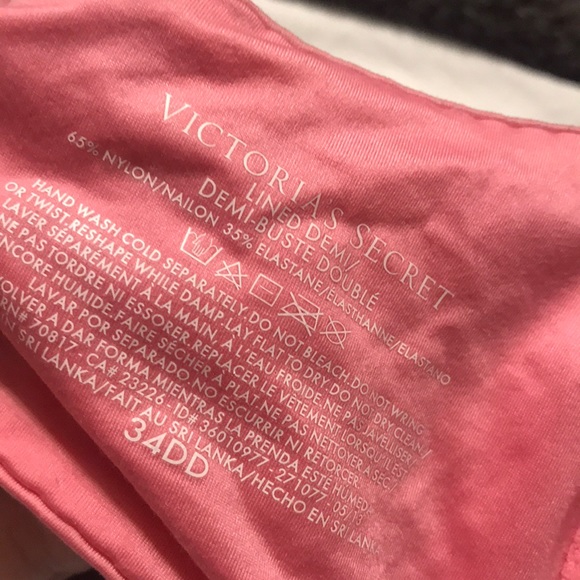 VICTORIA'S SECRET
LINED DEMI/
DEMI BUSTE DOUBLÉ
65% NYLON/NAILON 35% ELASTANE/ELASTHANNE/ELASTANO
HAND WASH COLD SEPARATELY. DO NOT BLEACH. DO NOT WRING
OR TWIST. RESHAPE WHILE DAMP. LAY FLAT TO DRY. DO NOT DRY CLEAN/
LAVER SÉPARÉMENT À LA MAIN À L'EAU FROIDE. NE PAS JAVELISER.
NE PAS TORDRE NI ESSORER. REPLACER LE VÊTEMENT LORSQU'IL EST
ENCORE HUMIDE. FAIRE SÉCHER À PLAT. NE PAS NETTOYER À SEC/
LAVAR POR SEPARADO NO ESCURRIR NI RETORCER.
VOLVER A DAR FORMA MIENTRAS LA PRENDA ESTÉ HUMEDA
RN# 70817 CA# 23226 ID# 36010977 271077
SRI LANKA/FAIT AU SRI LANKA/HECHO EN SRI LANKA
34DD